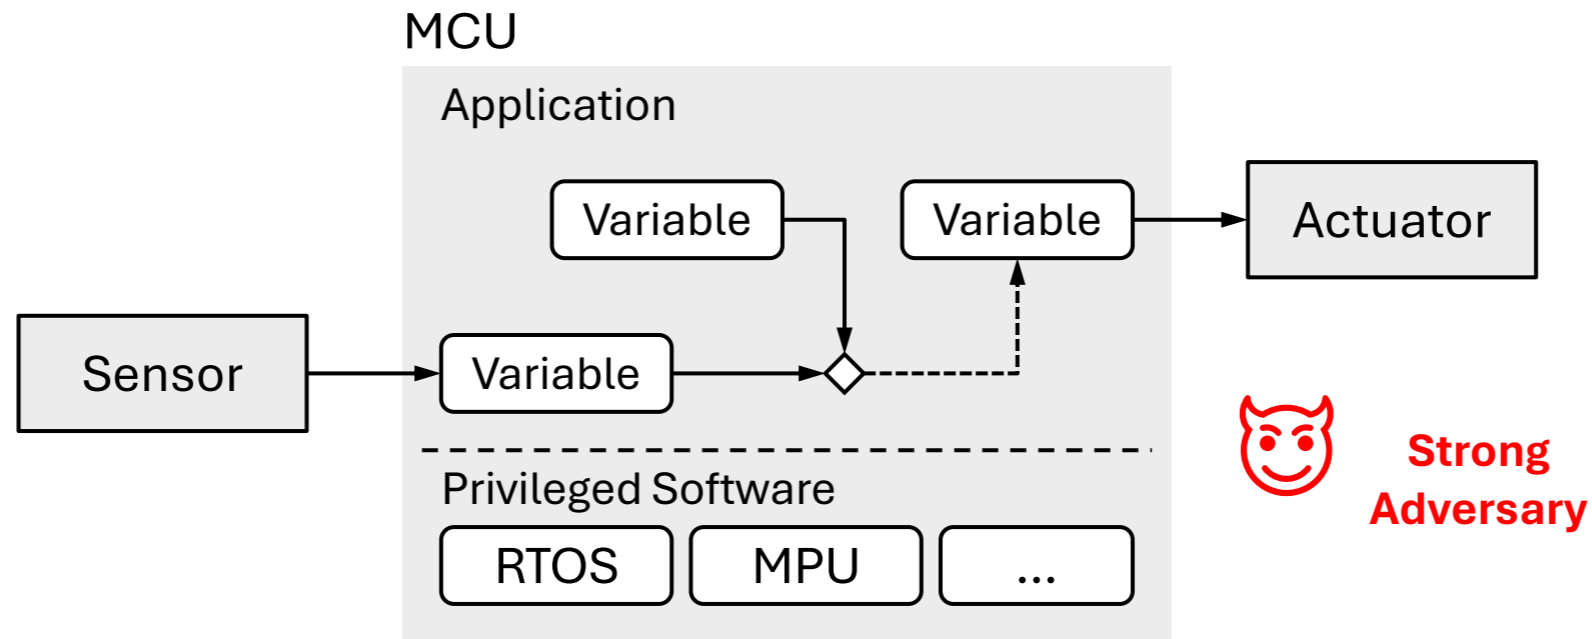 MCU
Application
Variable
Variable
Actuator
Sensor
Variable
Strong
Adversary
Privileged Software
RTOS
MPU
...